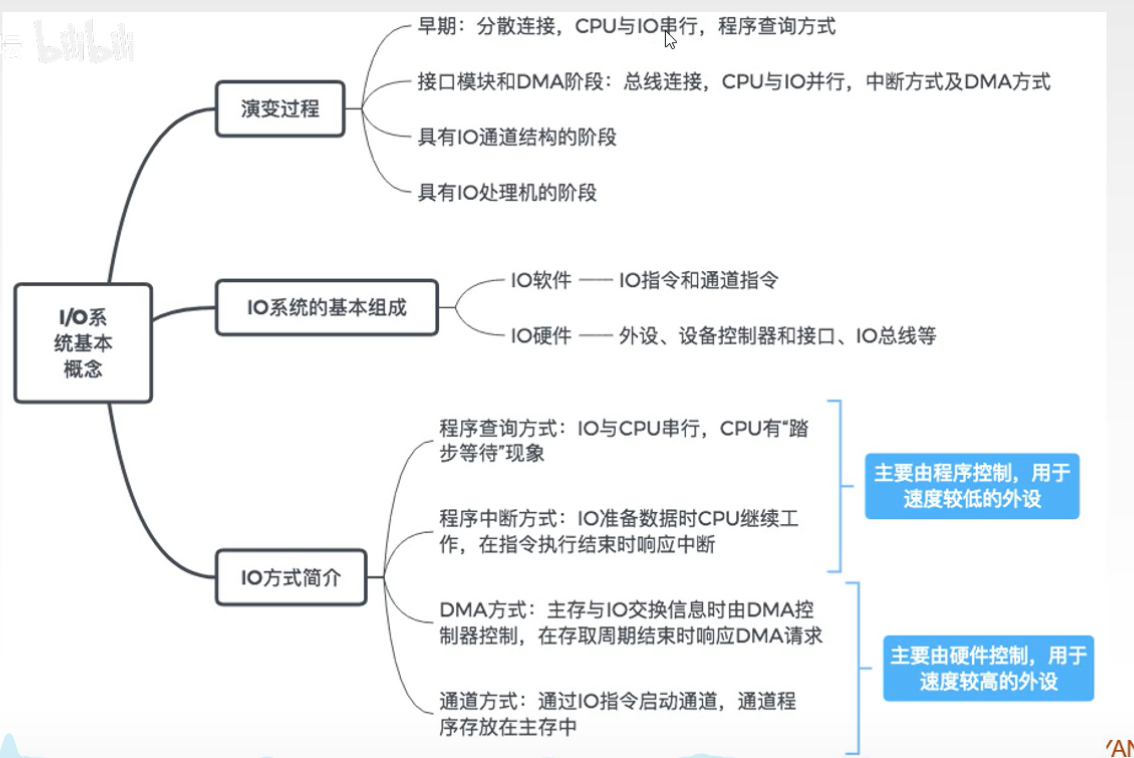 bilibili
早期：分散连接，CPU与IO串行，程序查询方式
接口模块和DMA阶段：总线连接，CPU与IO并行，中断方式及DMA方式
演变过程
具有IO通道结构的阶段
具有IO处理机的阶段
I/O系
统基本
概念
IO系统的基本组成
IO软件 —— IO指令和通道指令
IO硬件 —— 外设、设备控制器和接口、IO总线等
IO方式简介
程序查询方式：IO与CPU串行，CPU有“踏
步等待”现象
程序中断方式：IO准备数据时CPU继续工
作，在指令执行结束时响应中断
主要由程序控制，用于
速度较低的外设
DMA方式：主存与IO交换信息时由DMA控
制器控制，在存取周期结束时响应DMA请求
通道方式：通过IO指令启动通道，通道程
序存放在主存中
主要由硬件控制，用于
速度较高的外设